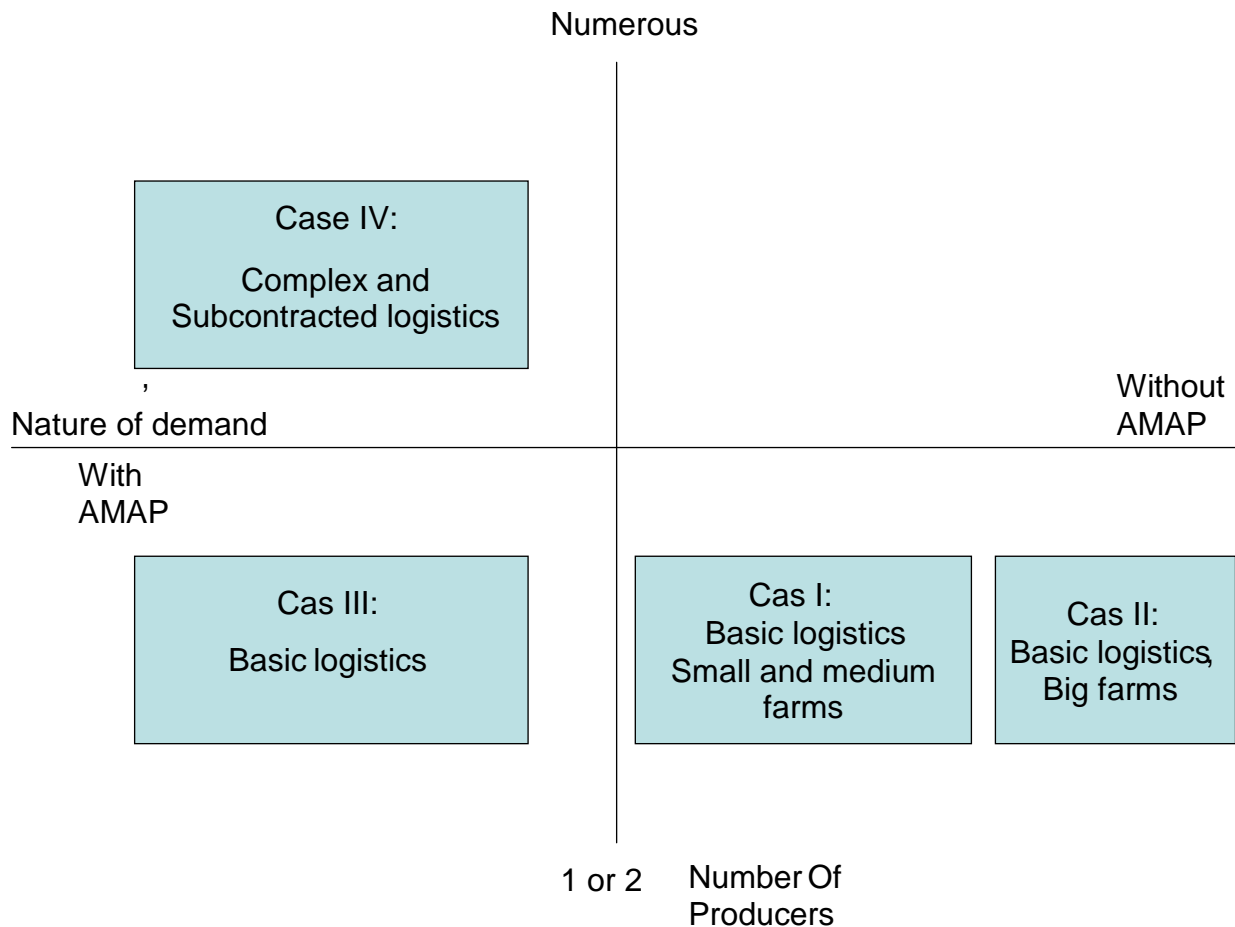 Numerous
Case IV:
Complex and
Subcontracted logistics
,
Nature of demand
Without
AMAP
With
AMAP
Cas III:
Basic logistics
Cas I:
Basic logistics
Small and medium
farms
Cas II:
Basic logistics,
Big farms
1 or 2
Number Of
Producers